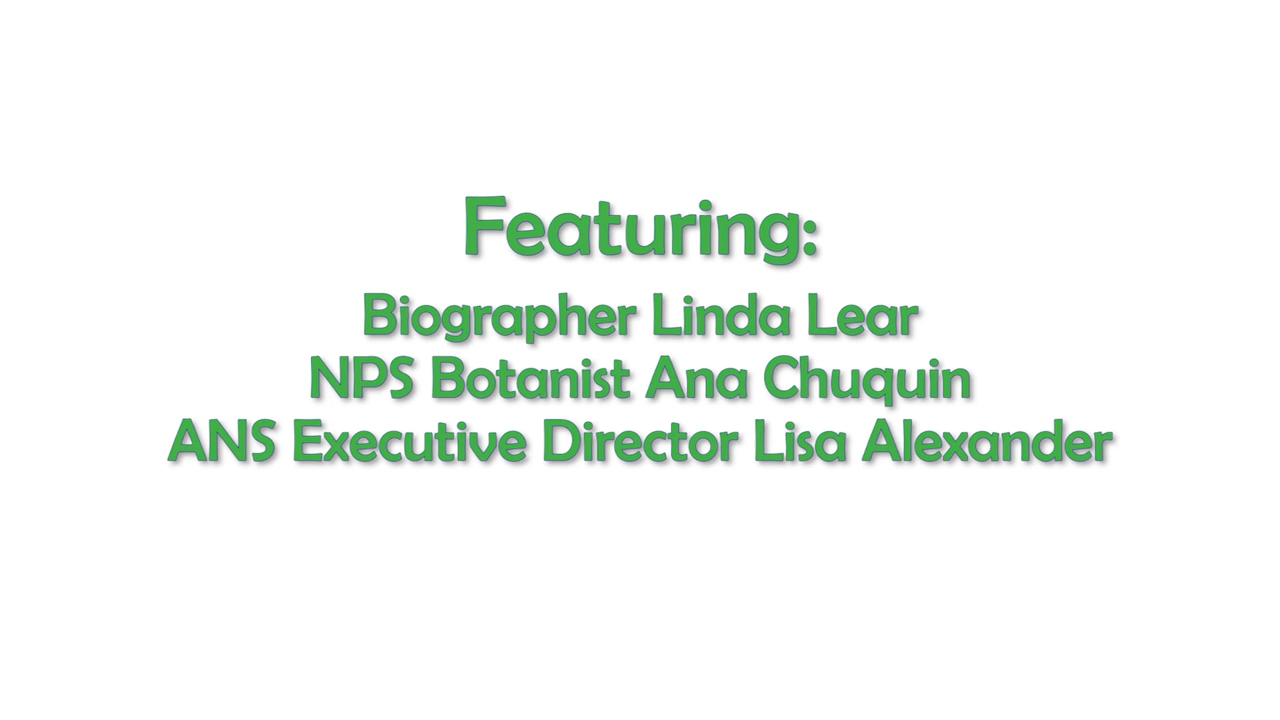 Featuring:
Biographer Linda Lear
NPS Botanist Ana Chuquin
ANS Executive Director Lisa Alexander